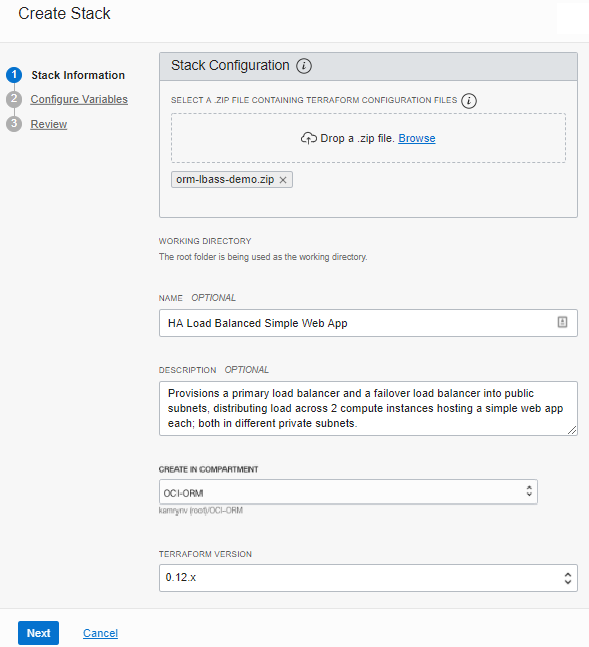 Create Stack
1 Stack Information
2 Configure Variables
3 Review
Stack Configuration i
SELECT A .ZIP FILE CONTAINING TERRAFORM CONFIGURATION FILES i
Drop a .zip file. Browse
orm-lbass-demo.zip ×
WORKING DIRECTORY
The root folder is being used as the working directory.
NAME OPTIONAL
HA Load Balanced Simple Web App
DESCRIPTION OPTIONAL
Provisions a primary load balancer and a failover load balancer into public
subnets, distributing load across 2 compute instances hosting a simple web app
each; both in different private subnets.
CREATE IN COMPARTMENT
OCI-ORM
kamrynv (root)/OCI-ORM
TERRAFORM VERSION
0.12.x
Next Cancel